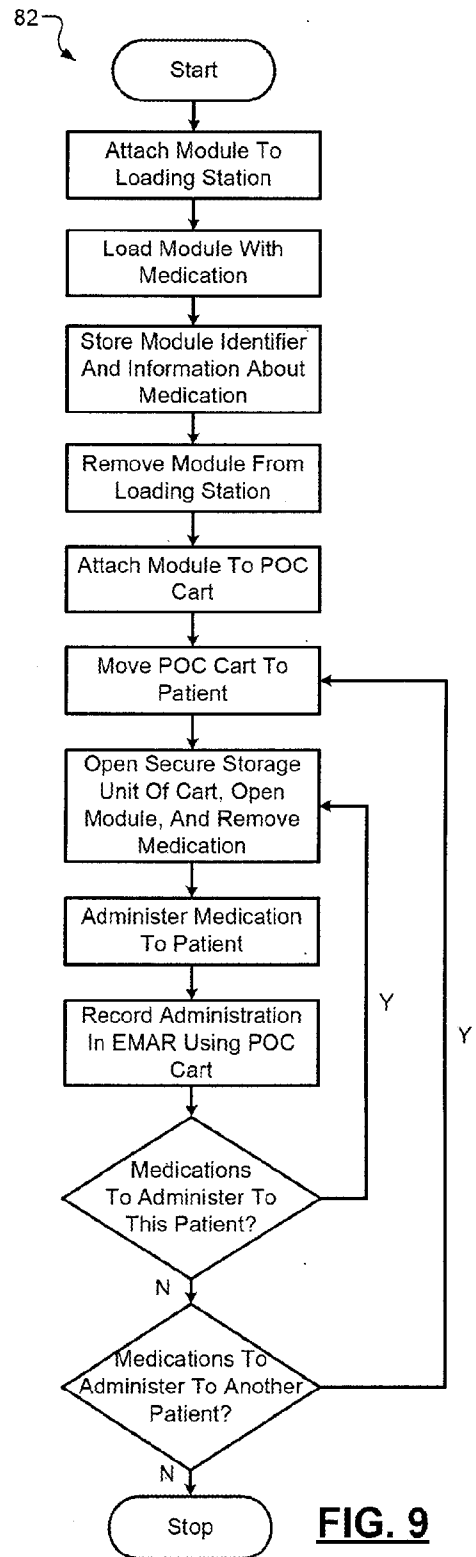 82
Start
Attach Module To
Loading Station
Load Module With
Medication
Store Module Identifier
And Information About
Medication
Remove Module From
Loading Station
Attach Module To POC
Cart
Move POC Cart To
Patient
Open Secure Storage
Unit Of Cart, Open
Module, And Remove
Medication
Administer Medication
To Patient
Record Administration
In EMAR Using POC
Cart
Y
Y
Medications
To Administer To
This Patient?
N
Medications To
Administer To Another
Patient?
N
Stop
FIG. 9